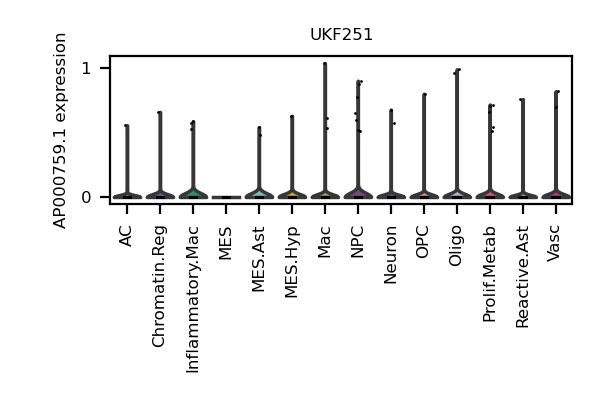 UKF251
AP000759.1 expression
1
0
AC
Chromatin.Reg
Inflammatory.Mac
MES
MES.Ast
MES.Hyp
Mac
NPC
Neuron
OPC
Oligo
Prolif.Metab
Reactive.Ast
Vasc